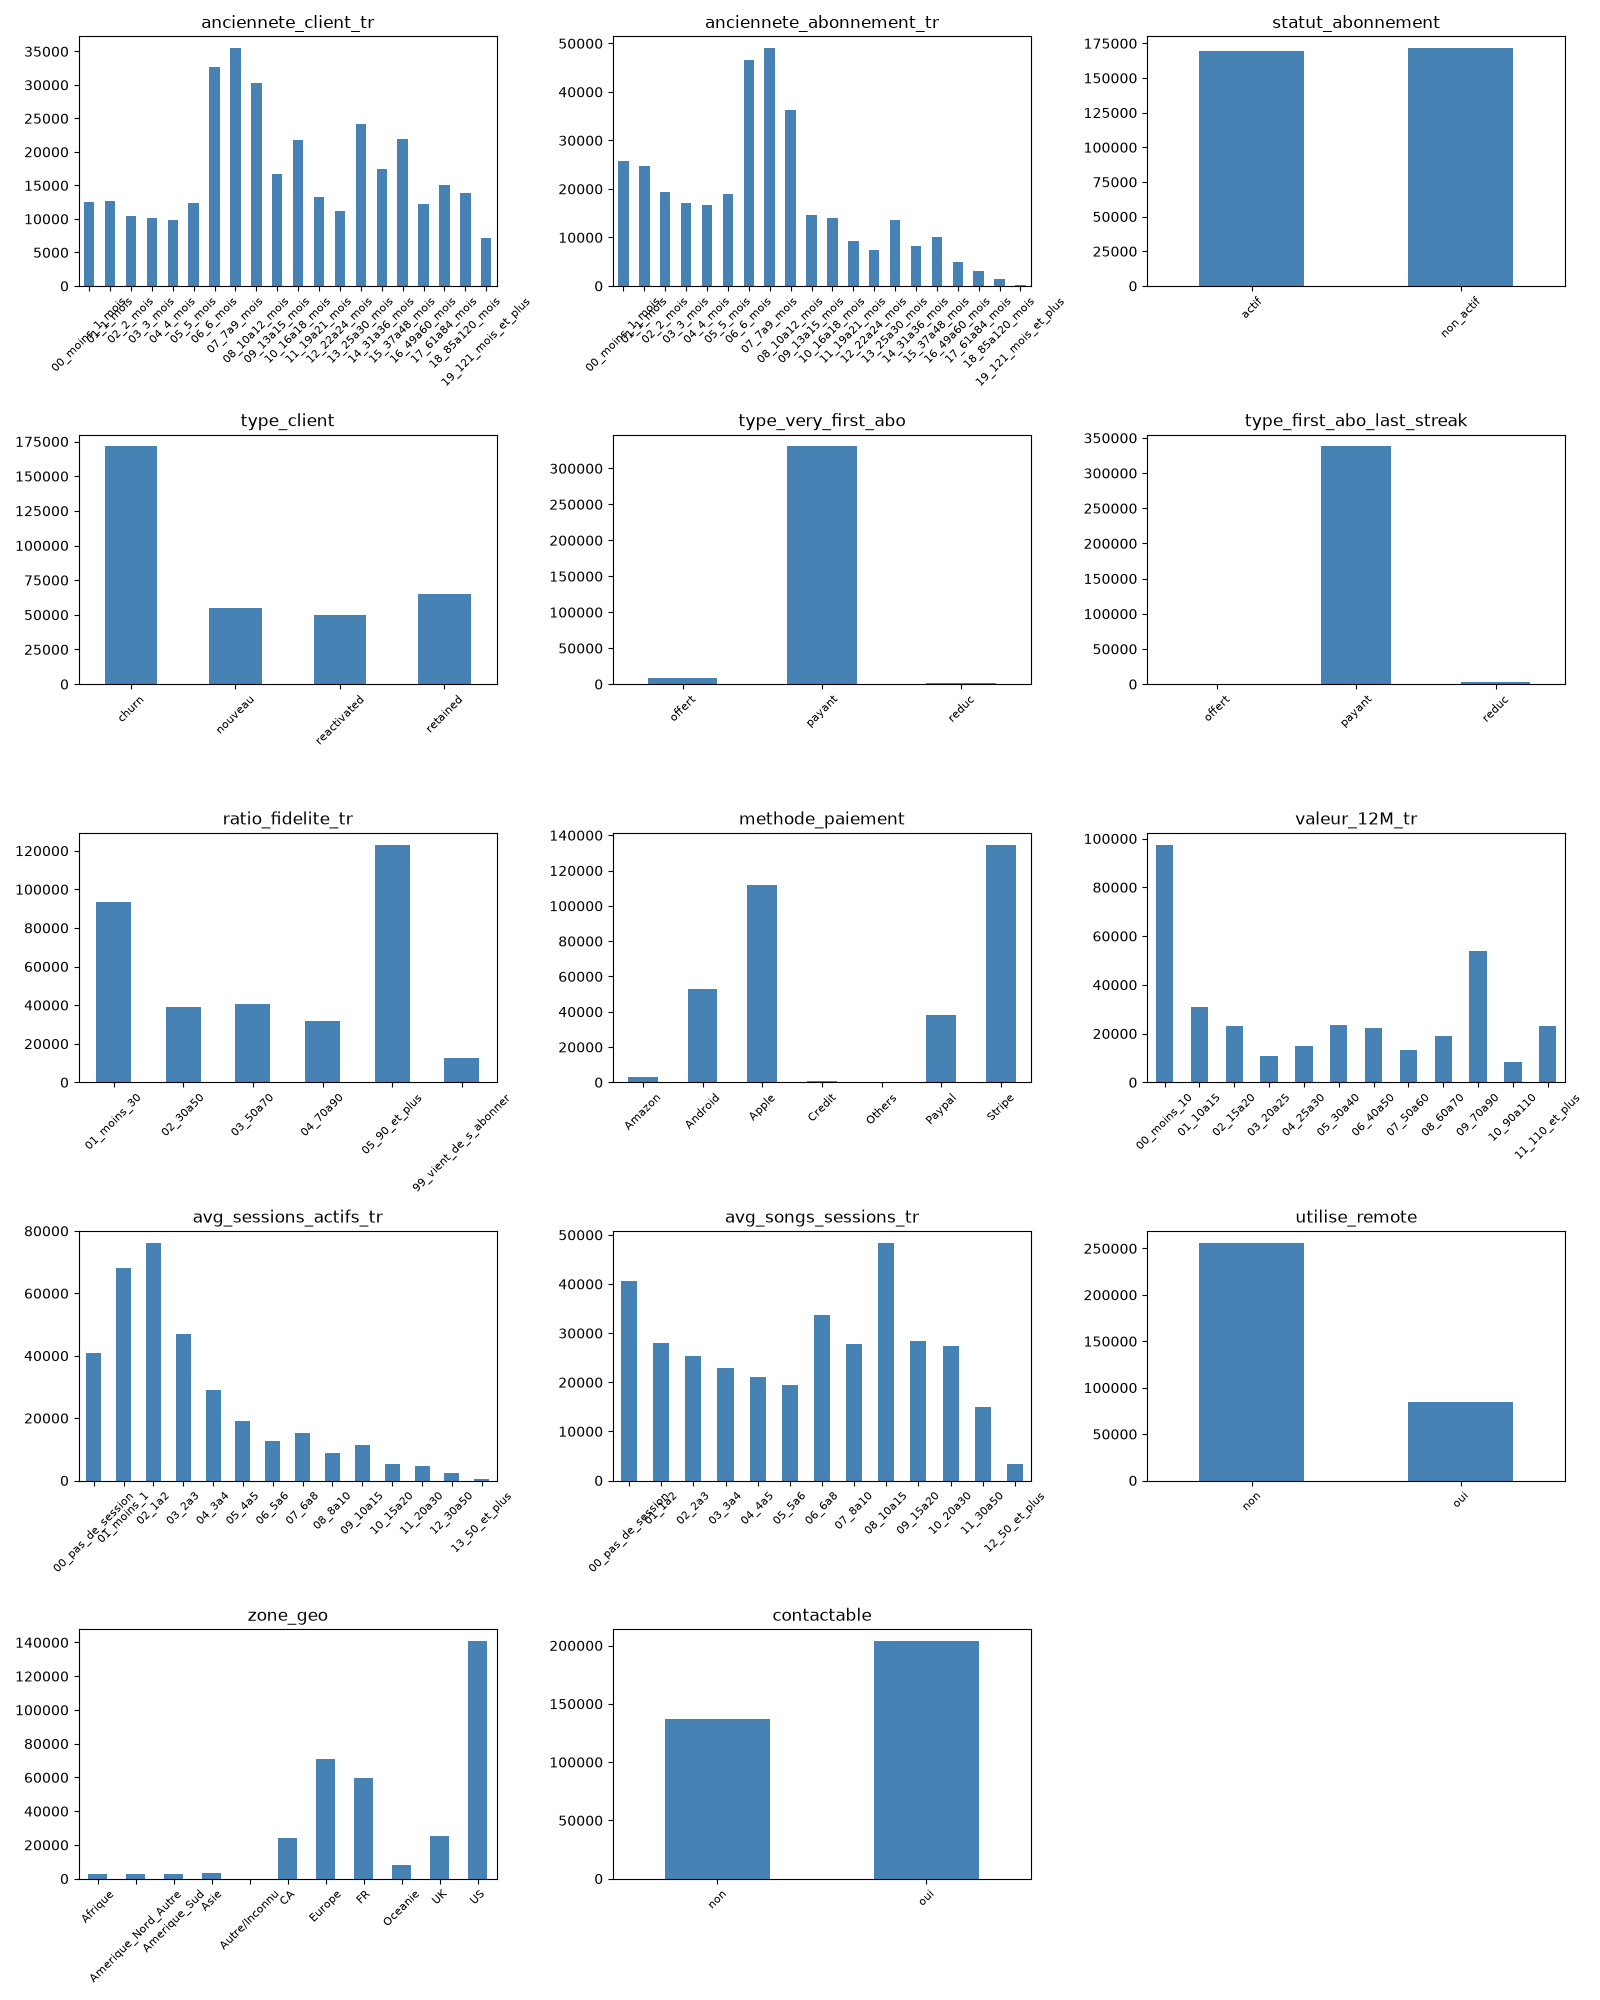 anciennete_client_tr
35000
30000
25000
20000
15000
10000
5000
0
00_moins_1_mois
01_1_mois
02_2_mois
03_3_mois
04_4_mois
05_5_mois
06_6_mois
07_7a9_mois
08_10a12_mois
09_13a15_mois
10_16a18_mois
11_19a21_mois
12_22a24_mois
13_25a30_mois
14_31a36_mois
15_37a48_mois
16_49a60_mois
17_61a84_mois
18_85a120_mois
19_121_mois_et_plus
anciennete_abonnement_tr
50000
40000
30000
20000
10000
0
00_moins_1_mois
01_1_mois
02_2_mois
03_3_mois
04_4_mois
05_5_mois
06_6_mois
07_7a9_mois
08_10a12_mois
09_13a15_mois
10_16a18_mois
11_19a21_mois
12_22a24_mois
13_25a30_mois
14_31a36_mois
15_37a48_mois
16_49a60_mois
17_61a84_mois
18_85a120_mois
19_121_mois_et_plus
statut_abonnement
175000
150000
125000
100000
75000
50000
25000
0
actif
non_actif
type_client
175000
150000
125000
100000
75000
50000
25000
0
churn
nouveau
reactivated
retained
type_very_first_abo
300000
250000
200000
150000
100000
50000
0
offert
payant
reduc
type_first_abo_last_streak
350000
300000
250000
200000
150000
100000
50000
0
offert
payant
reduc
ratio_fidelite_tr
120000
100000
80000
60000
40000
20000
0
01_moins_30
02_30a50
03_50a70
04_70a90
05_90_et_plus
99_vient_de_s_abonner
methode_paiement
140000
120000
100000
80000
60000
40000
20000
0
Amazon
Android
Apple
Credit
Others
Paypal
Stripe
valeur_12M_tr
100000
80000
60000
40000
20000
0
00_moins_10
01_10a15
02_15a20
03_20a25
04_25a30
05_30a40
06_40a50
07_50a60
08_60a70
09_70a90
10_90a110
11_110_et_plus
avg_sessions_actifs_tr
80000
60000
40000
20000
0
00_pas_de_session
01_moins_1
02_1a2
03_2a3
04_3a4
05_4a5
06_5a6
07_6a8
08_8a10
09_10a15
10_15a20
11_20a30
12_30a50
13_50_et_plus
avg_songs_sessions_tr
50000
40000
30000
20000
10000
0
00_pas_de_session
01_1a2
02_2a3
03_3a4
04_4a5
05_5a6
06_6a8
07_8a10
08_10a15
09_15a20
10_20a30
11_30a50
12_50_et_plus
utilise_remote
250000
200000
150000
100000
50000
0
non
oui
zone_geo
140000
120000
100000
80000
60000
40000
20000
0
Afrique
Amerique_Nord_Autre
Amerique_Sud
Asie
Autre/Inconnu
CA
Europe
FR
Oceanie
UK
US
contactable
200000
150000
100000
50000
0
non
oui